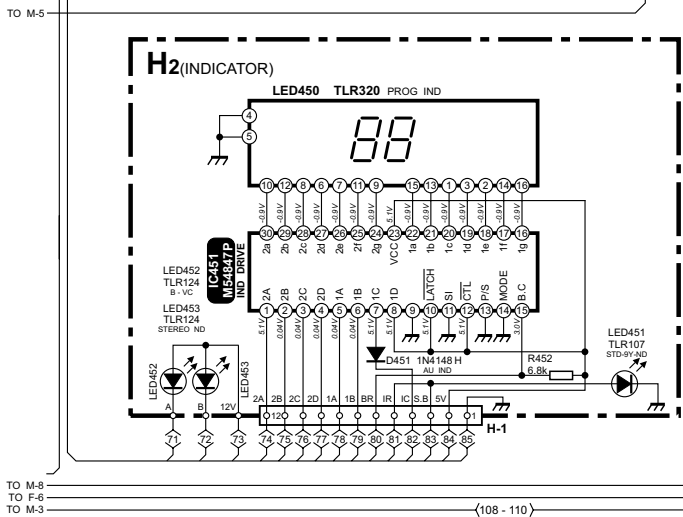 TO M-5
H2(INDICATOR)
LED450 TLR320 PROG IND
4
5
88
10 12 8 6 7 11 9 15 13 1 3 2 14 16
-0.9V -0.9V -0.9V -0.9V -0.9V -0.9V -0.9V 5.1V -0.9V -0.9V -0.9V -0.9V -0.9V -0.9V -0.9V
30 29 28 27 26 25 24 23 22 21 20 19 18 17 16
2a 2b 2c 2d 2e 2f 2g VCC 1a 1b 1c 1d 1e 1f 1g
IC451
M54847P
IND DRIVE
2A 2B 2C 2D 1A 1B 1C 1D LATCH SI CTL P/S MODE B.C
1 2 3 4 5 6 7 8 9 10 11 12 13 14 15
5.1V 0.04V 0.04V 0.04V 5.1V 0.04V 5.1V 5.1V 5.1V 5.1V 3.0V
LED452
TLR124
B - VC
LED453
TLR124
STEREO ND
D451 1N4148 H
AU IND
R452
6.8k
LED451
TLR107
STD-9Y-ND
LED452
LED453
A B 12V
2A 2B 2C 2D 1A 1B BR IR IC S.B 5V
12 1
H-1
71 72 73 74 75 76 77 78 79 80 81 82 83 84 85
TO M-8
TO F-6
TO M-3
(108 - 110)